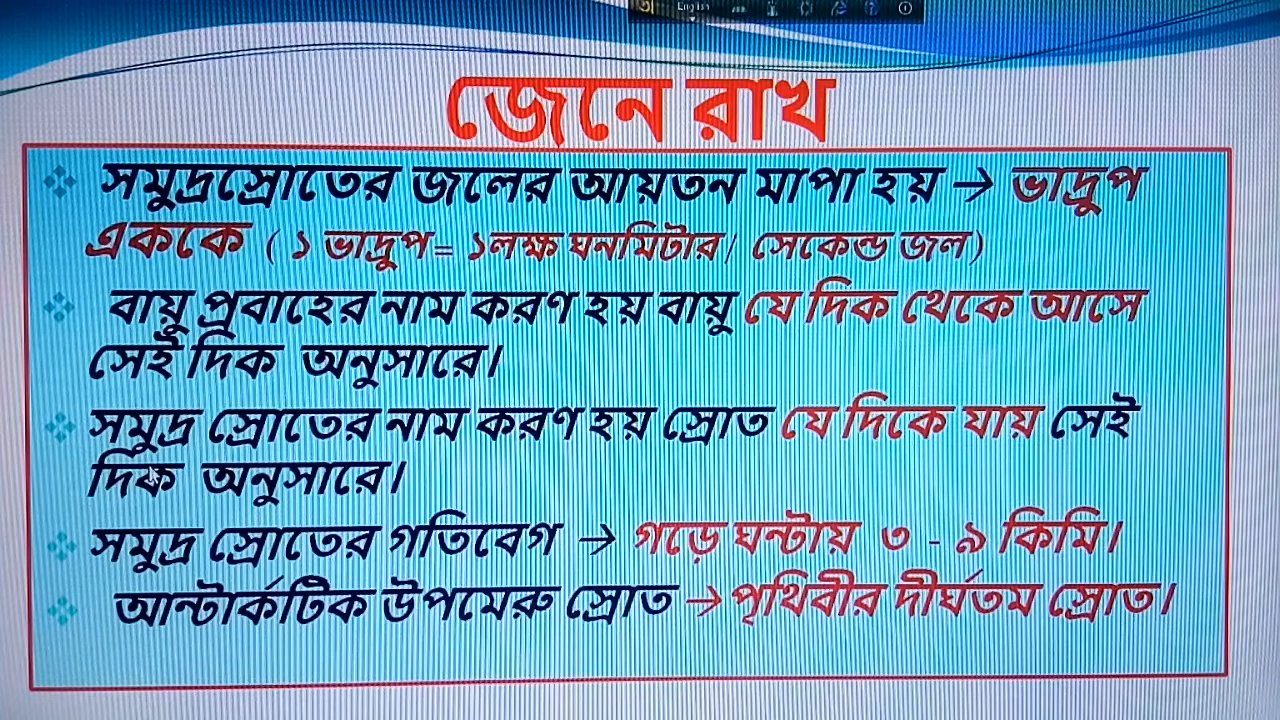 English
জেনে রাখ
সমুদ্রস্রোতের জলের আয়তন মাপা হয় → ভাদ্রুপ
এককে ( ১ ভাদ্রুপ= ১লক্ষ ঘনমিটার/ সেকেন্ড জল)
বায়ু প্রবাহের নাম করণ হয় বায়ু যে দিক থেকে আসে
সেই দিক অনুসারে।
সমুদ্র স্রোতের নাম করণ হয় স্রোত যে দিকে যায় সেই
দিক অনুসারে।
সমুদ্র স্রোতের গতিবেগ → গড়ে ঘন্টায় ৩ - ৯ কিমি।
আন্টার্কটিক উপমেরু স্রোত → পৃথিবীর দীর্ঘতম স্রোত।